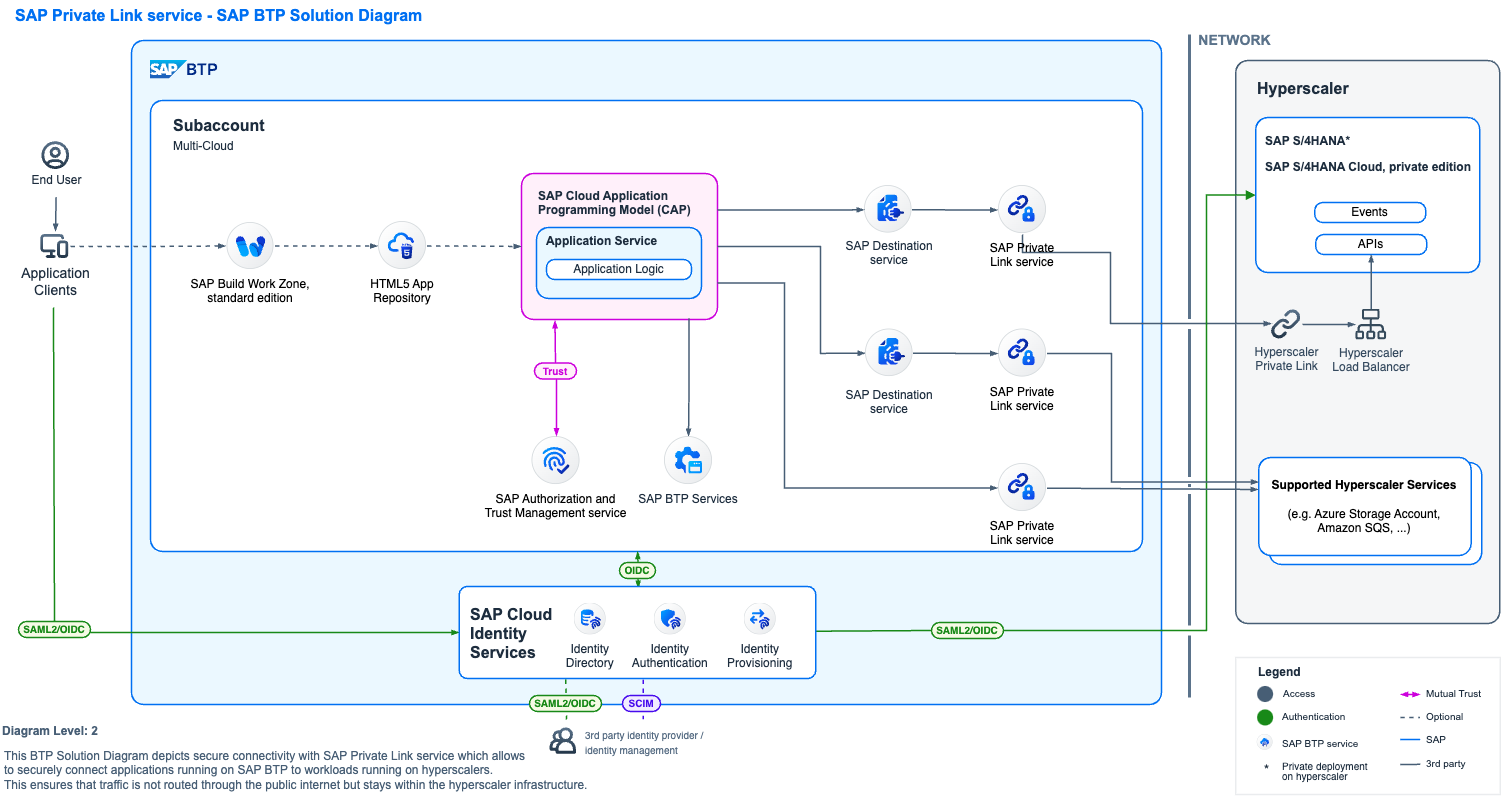 SAP Private Link service - SAP BTP Solution Diagram
NETWORK
SAP BTP
Hyperscaler
Subaccount
Multi-Cloud
End User
Application
Clients
SAP Build Work Zone,
standard edition
HTML5 App
Repository
5
SAP Cloud Application
Programming Model (CAP)
Application Service
Application Logic
SAP Destination
service
SAP Private
Link service
SAP S/4HANA*
SAP S/4HANA Cloud, private edition
Events
APIs
Hyperscaler
Private Link
Hyperscaler
Load Balancer
Trust
SAP Destination
service
SAP Private
Link service
SAP Authorization and
Trust Management service
SAP BTP Services
SAP Private
Link service
Supported Hyperscaler Services
(e.g. Azure Storage Account,
Amazon SQS, ...)
OIDC
SAML2/OIDC
SAP Cloud
Identity
Services
Identity
Directory
Identity
Authentication
Identity
Provisioning
SAML2/OIDC
SAML2/OIDC
SCIM
3rd party identity provider /
identity management
Diagram Level: 2
This BTP Solution Diagram depicts secure connectivity with SAP Private Link service which allows
to securely connect applications running on SAP BTP to workloads running on hyperscalers.
This ensures that traffic is not routed through the public internet but stays within the hyperscaler infrastructure.
Legend
Access
Mutual Trust
Authentication
Optional
SAP BTP service
SAP
* Private deployment
on hyperscaler
3rd party